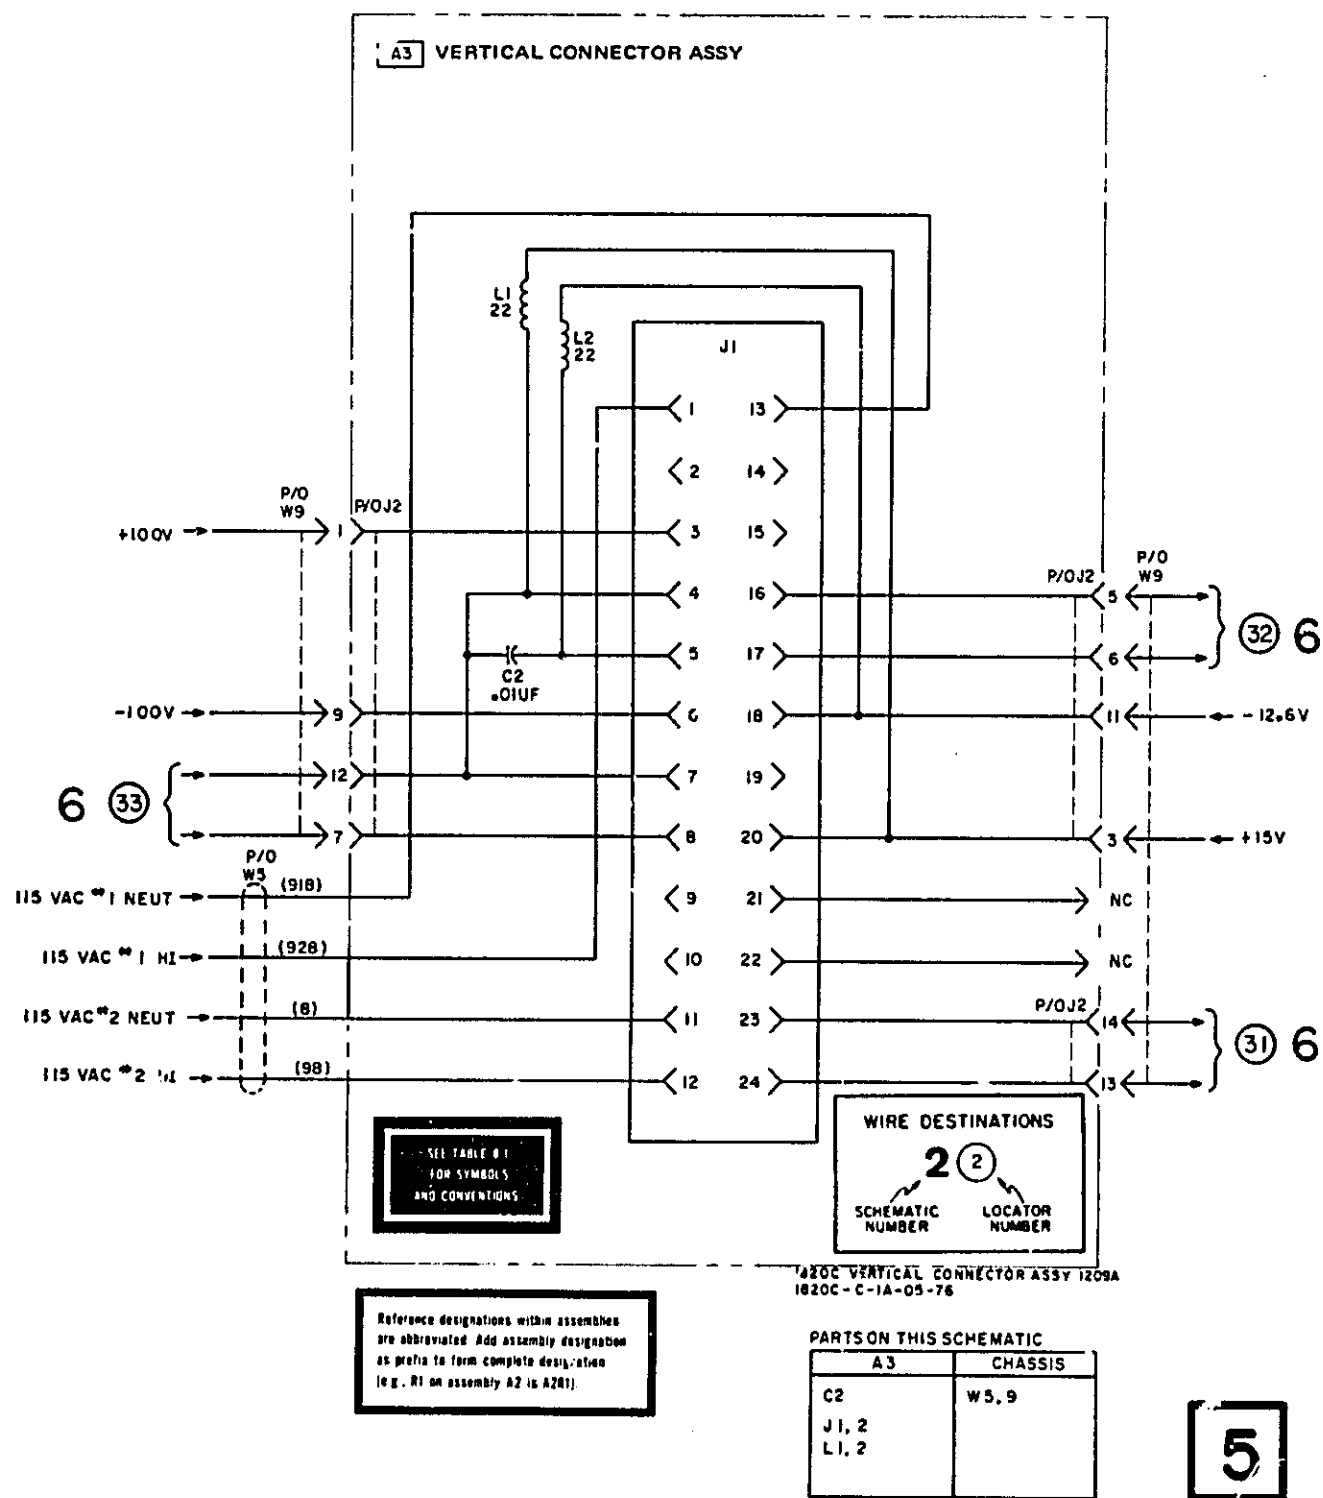 A3 VERTICAL CONNECTOR ASSY
L1
22
L2
22
J1
1 13
2 14
P/O
W9
P/OJ2
+100V 1 3 15
4 16 P/OJ2 5 P/O
W9
32 6
5 17 6
C2
.01UF
-100V 9 6 18 11 -12.6V
6 33 12 7 19
7 8 20 3 +15V
P/O
W5
115 VAC #1 NEUT (918) 9 21 NC
115 VAC #1 HI (928) 10 22 NC
115 VAC #2 NEUT (8) 11 23 P/OJ2 14
31 6
115 VAC #2 HI (98) 12 24 13
SEE TABLE 8-1
FOR SYMBOLS
AND CONVENTIONS
WIRE DESTINATIONS
2 2
SCHEMATIC
NUMBER
LOCATOR
NUMBER
VERTICAL CONNECTOR ASSY 1209A
1820C-C-1A-05-76
Reference designations within assemblies
are abbreviated Add assembly designation
as prefix to form complete designation
(e.g., R1 on assembly A2 is A2R1).
PARTS ON THIS SCHEMATIC
A3 CHASSIS
C2 W5,9
J1,2
L1,2
5